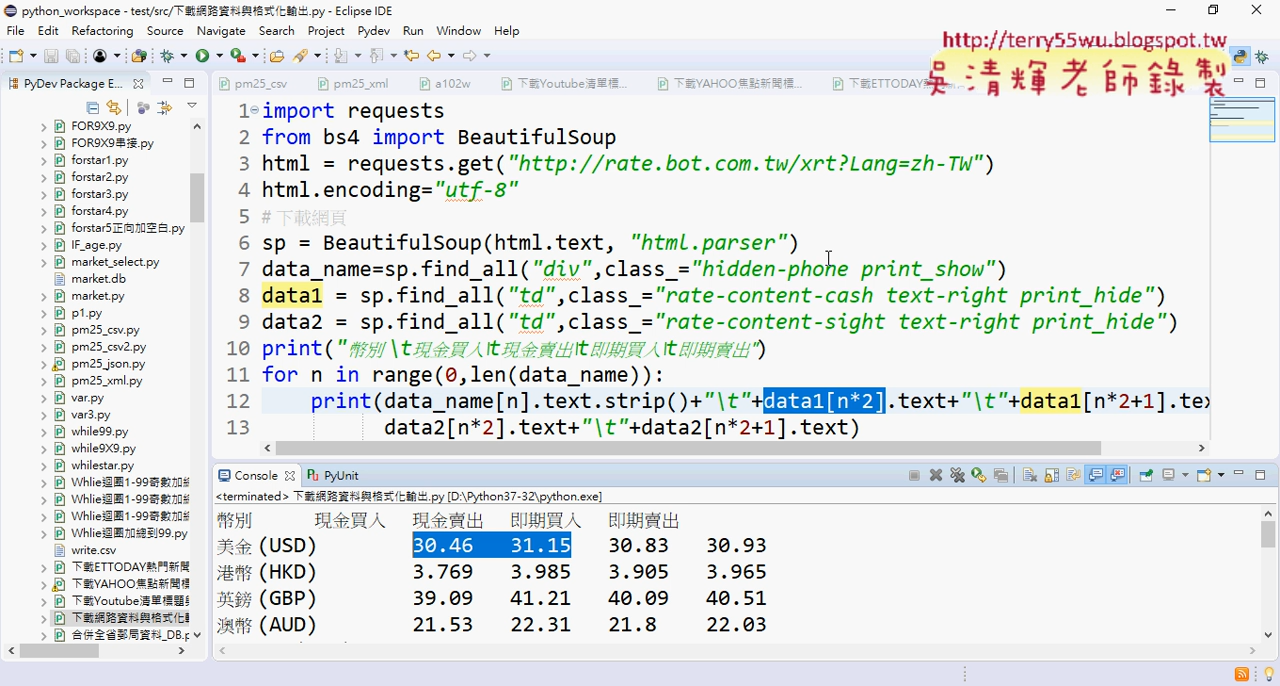 python_workspace - test/src/下載網路資料與格式化輸出.py - Eclipse IDE
File Edit Refactoring Source Navigate Search Project Pydev Run Window Help
http://terry55wu.blogspot.tw
吳清輝老師錄製
PyDev Package E...
pm25_csv pm25_xml a102w 下載Youtube清單標... 下載YAHOO焦點新聞標... 下載ETTODAY
FOR9X9.py
FOR9X9串接.py
forstar1.py
forstar2.py
forstar3.py
forstar4.py
forstar5正向加空白.py
IF_age.py
market_select.py
market.db
market.py
p1.py
pm25_csv.py
pm25_csv2.py
pm25_json.py
pm25_xml.py
var.py
var3.py
while99.py
while9X9.py
whilestar.py
Whlie迴圈1-99奇數加總
Whlie迴圈1-99奇數加總
Whlie迴圈1-99奇數加總
Whlie迴圈加總到99.py
write.csv
下載ETTODAY熱門新聞
下載YAHOO焦點新聞標
下載Youtube清單標題與
下載網路資料與格式化輸
合併全省郵局資料_DB.p
1 import requests
2 from bs4 import BeautifulSoup
3 html = requests.get("http://rate.bot.com.tw/xrt?Lang=zh-TW")
4 html.encoding="utf-8"
5 #下載網頁
6 sp = BeautifulSoup(html.text, "html.parser")
7 data_name=sp.find_all("div",class_="hidden-phone print_show")
8 data1 = sp.find_all("td",class_="rate-content-cash text-right print_hide")
9 data2 = sp.find_all("td",class_="rate-content-sight text-right print_hide")
10 print("幣別 \t現金買入\t現金賣出\t即期買入\t即期賣出")
11 for n in range(0,len(data_name)):
12 print(data_name[n].text.strip()+"\t"+data1[n*2].text+"\t"+data1[n*2+1].tex
13 data2[n*2].text+"\t"+data2[n*2+1].text)
Console PyUnit
<terminated> 下載網路資料與格式化輸出.py [D:\Python37-32\python.exe]
幣別 現金買入 現金賣出 即期買入 即期賣出
美金 (USD) 30.46 31.15 30.83 30.93
港幣 (HKD) 3.769 3.985 3.905 3.965
英鎊 (GBP) 39.09 41.21 40.09 40.51
澳幣 (AUD) 21.53 22.31 21.8 22.03